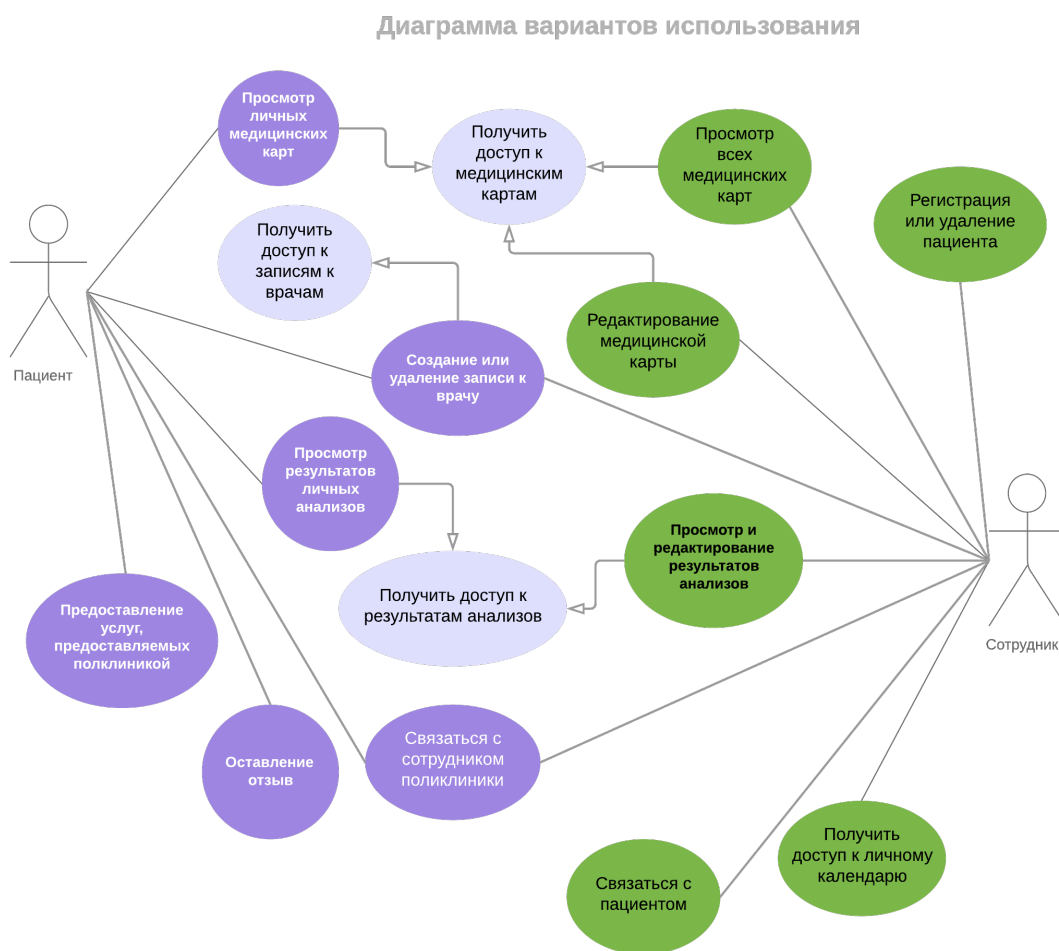 Диаграмма вариантов использования
Просмотр
личных
медицинских
карт
Получить
доступ к
медицинским
картам
Просмотр
всех
медицинских
карт
Регистрация
или удаление
пациента
Получить
доступ к
записям к
врачам
Пациент
Редактирование
медицинской
карты
Создание или
удаление записи к
врачу
Просмотр
результатов
личных
анализов
Просмотр и
редактирование
результатов
анализов
Получить доступ к
результатам анализов
Сотрудник
Предоставление
услуг,
предоставляемых
полклиникой
Оставление
отзыв
Связаться с
сотрудником
поликлиники
Получить
доступ к личному
календарю
Связаться с
пациентом